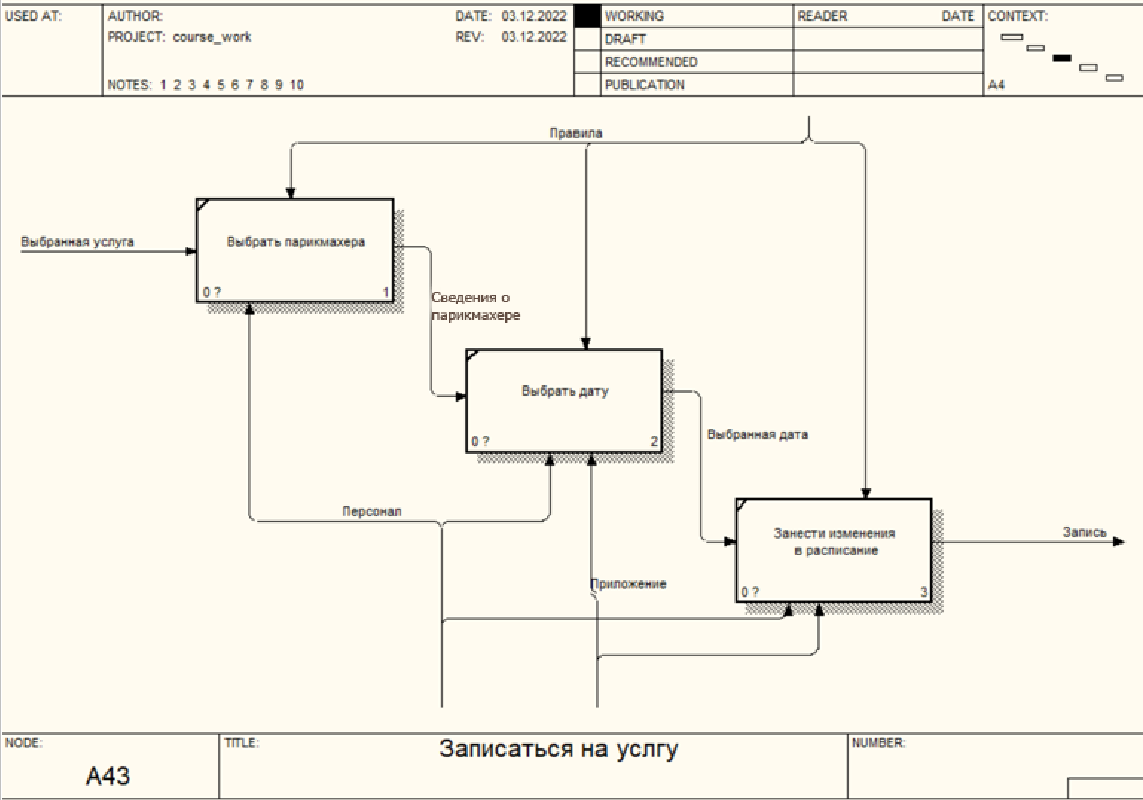 USED AT:
AUTHOR:
DATE: 03.12.2022
PROJECT: course_work
REV: 03.12.2022
NOTES: 1 2 3 4 5 6 7 8 9 10
WORKING
DRAFT
RECOMMENDED
PUBLICATION
READER DATE
CONTEXT:
A4
Правила
Выбранная услуга
Выбрать парикмахера
0 ? 1
Сведения о
парикмахере
Выбрать дату
0 ? 2
Выбранная дата
Персонал
Занести изменения
в расписание
0 ? 3
Запись
Приложение
NODE:
A43
TITLE:
Записаться на услгу
NUMBER: